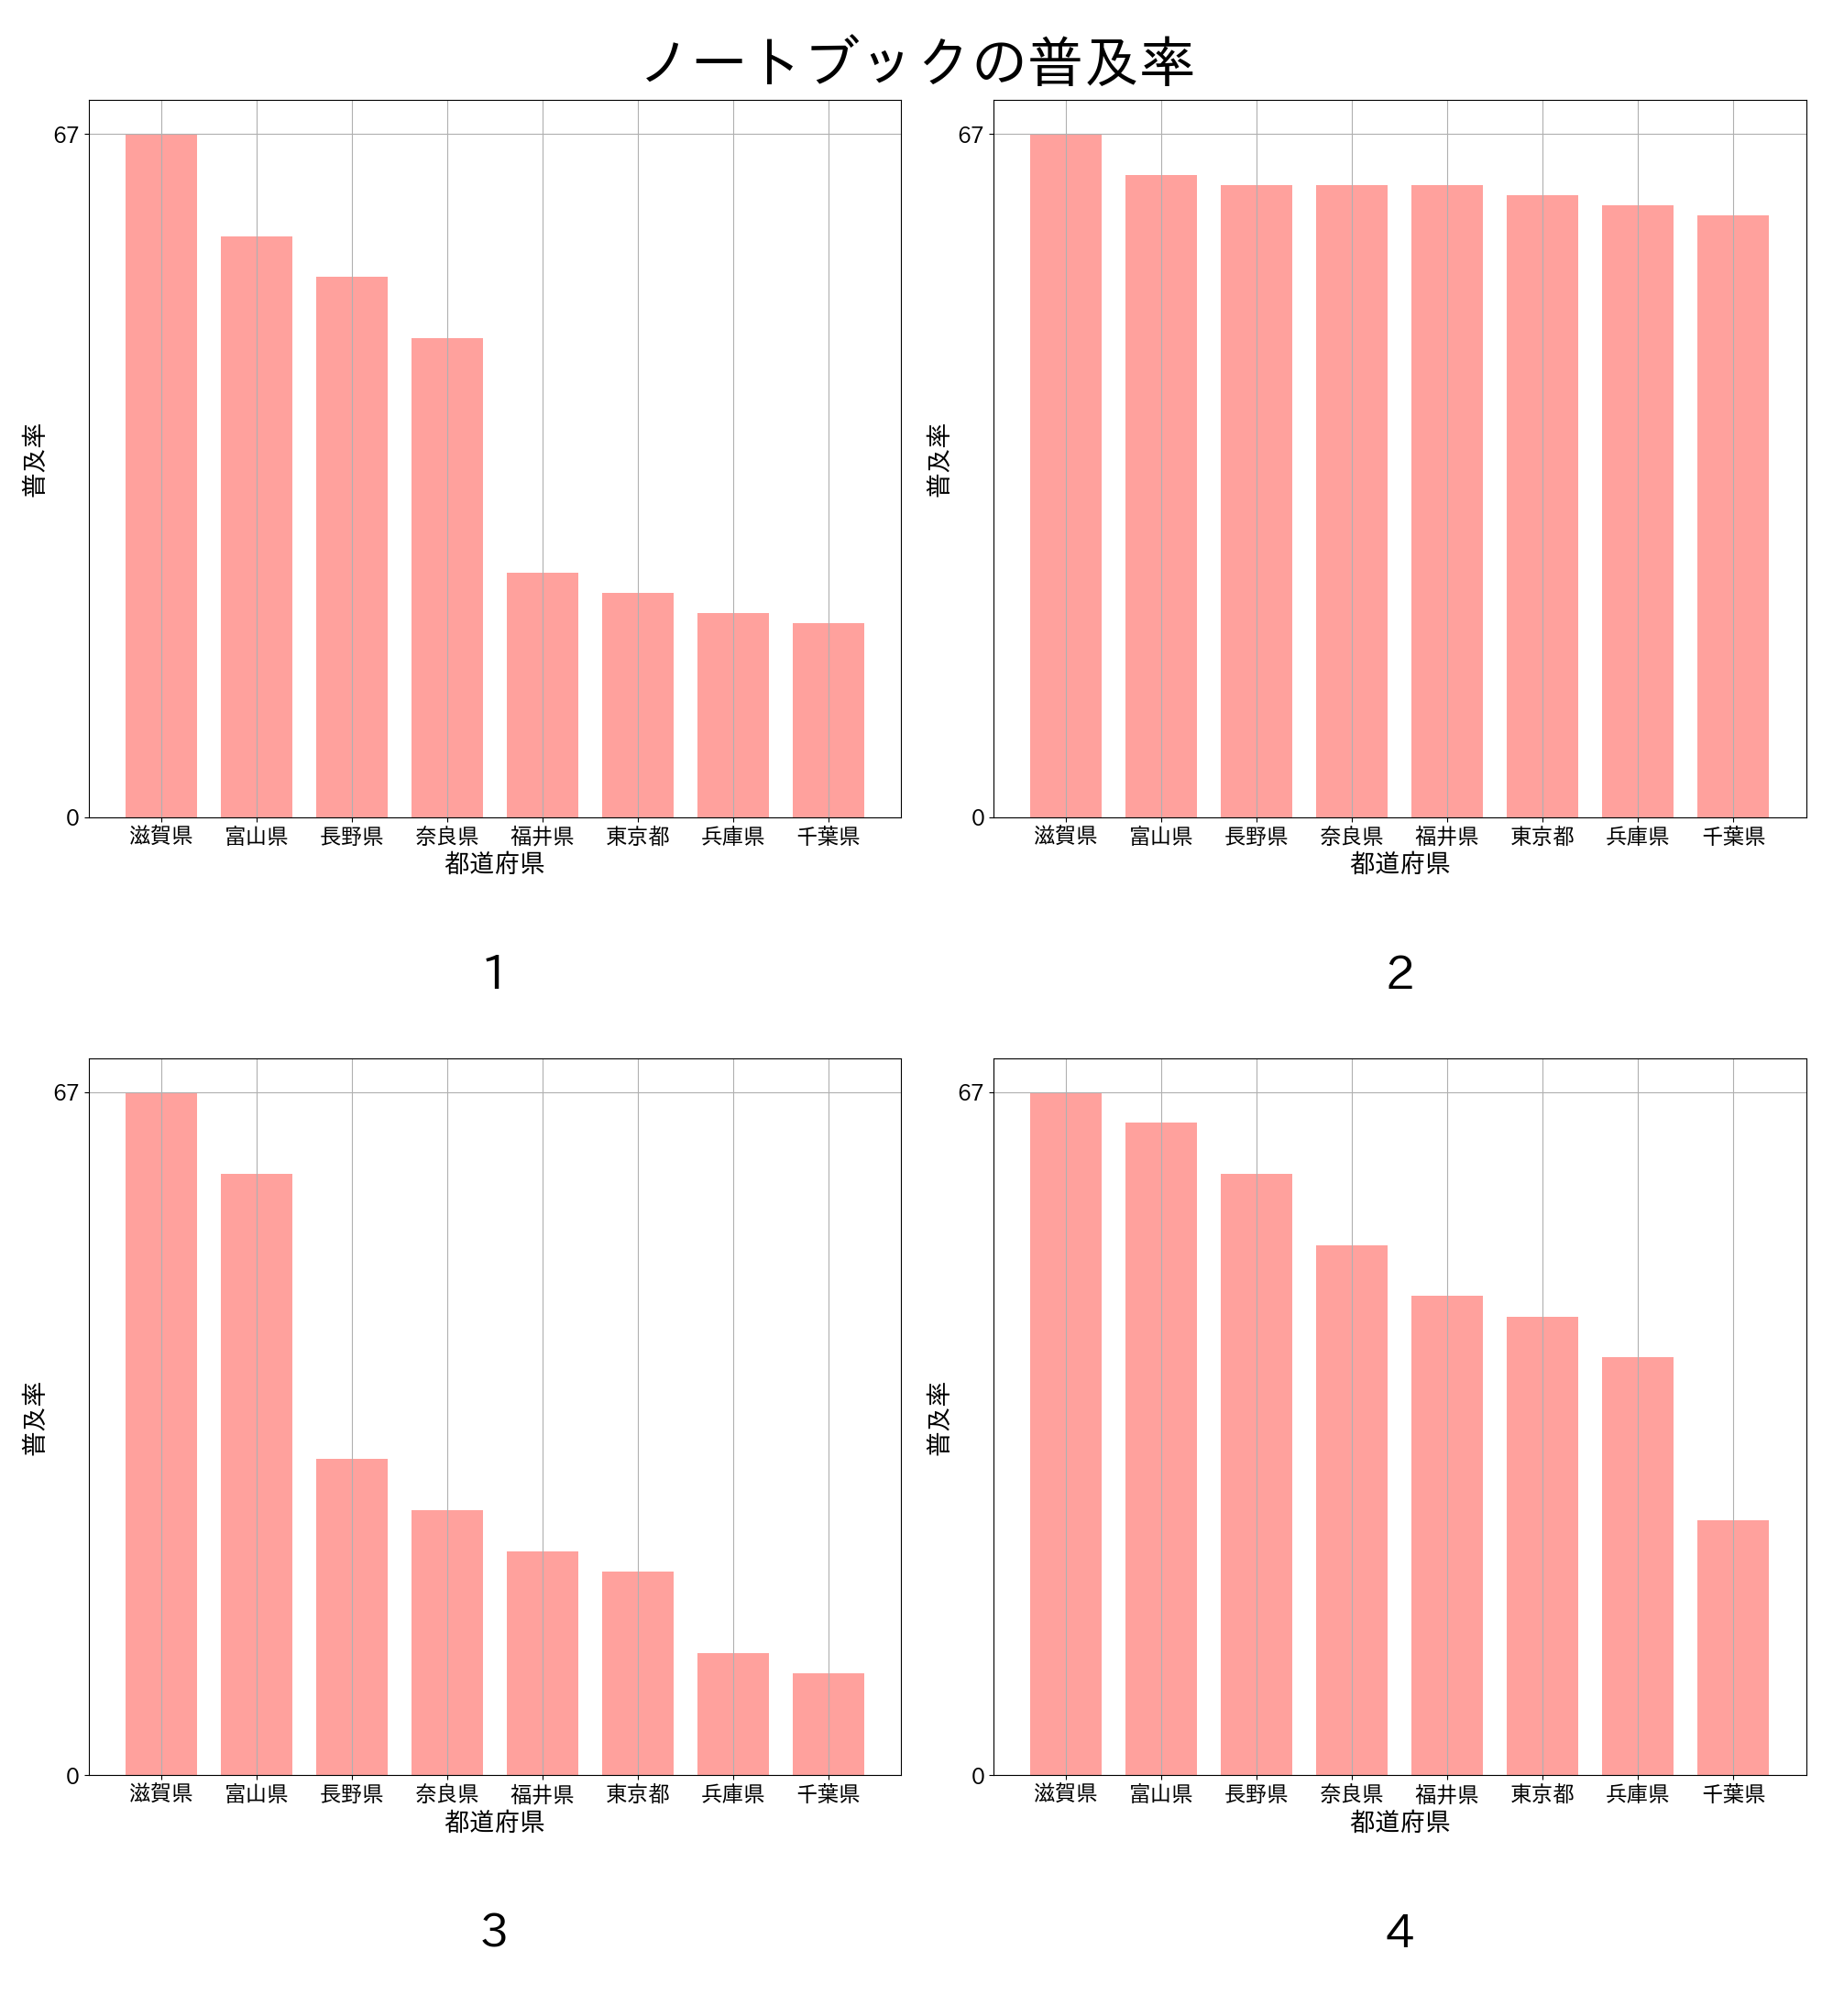 ノートブックの普及率
67
0
普及率
滋賀県 富山県 長野県 奈良県 福井県 東京都 兵庫県 千葉県
都道府県
1
67
0
普及率
滋賀県 富山県 長野県 奈良県 福井県 東京都 兵庫県 千葉県
都道府県
2
67
0
普及率
滋賀県 富山県 長野県 奈良県 福井県 東京都 兵庫県 千葉県
都道府県
3
67
0
普及率
滋賀県 富山県 長野県 奈良県 福井県 東京都 兵庫県 千葉県
都道府県
4